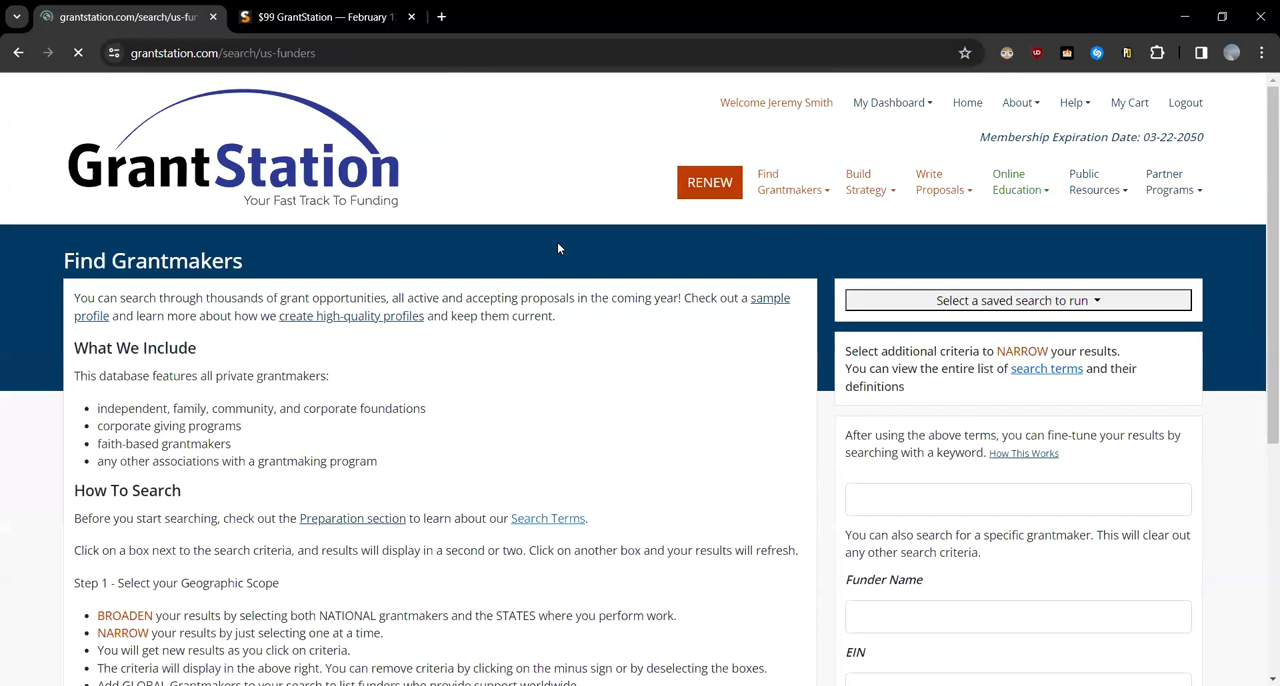 grantstation.com/search/us-fun
$99 GrantStation — February 1
grantstation.com/search/us-funders
Welcome Jeremy Smith
My Dashboard
Home
About
Help
My Cart
Logout
Membership Expiration Date: 03-22-2050
GrantStation
Your Fast Track To Funding
RENEW
Find
Grantmakers
Build
Strategy
Write
Proposals
Online
Education
Public
Resources
Partner
Programs
Find Grantmakers
You can search through thousands of grant opportunities, all active and accepting proposals in the coming year! Check out a sample
profile and learn more about how we create high-quality profiles and keep them current.
What We Include
This database features all private grantmakers:
independent, family, community, and corporate foundations
corporate giving programs
faith-based grantmakers
any other associations with a grantmaking program
How To Search
Before you start searching, check out the Preparation section to learn about our Search Terms.
Click on a box next to the search criteria, and results will display in a second or two. Click on another box and your results will refresh.
Step 1 - Select your Geographic Scope
BROADEN your results by selecting both NATIONAL grantmakers and the STATES where you perform work.
NARROW your results by just selecting one at a time.
You will get new results as you click on criteria.
The criteria will display in the above right. You can remove criteria by clicking on the minus sign or by deselecting the boxes.
Add GLOBAL Grantmakers to your search to list funders who provide support worldwide.
Select a saved search to run
Select additional criteria to NARROW your results.
You can view the entire list of search terms and their
definitions
After using the above terms, you can fine-tune your results by
searching with a keyword. How This Works
You can also search for a specific grantmaker. This will clear out
any other search criteria.
Funder Name
EIN